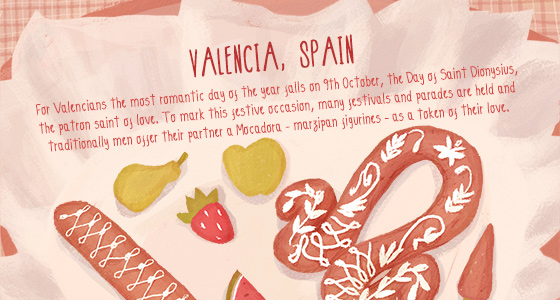 VALENCIA, SPAIN
For Valencians the most romantic day of the year falls on 9th October, the Day of Saint Dionysius,
the patron saint of love. To mark this festive occasion, many festivals and parades are held and
traditionally men offer their partner a Mocadora - marzipan figurines - as a token of their love.